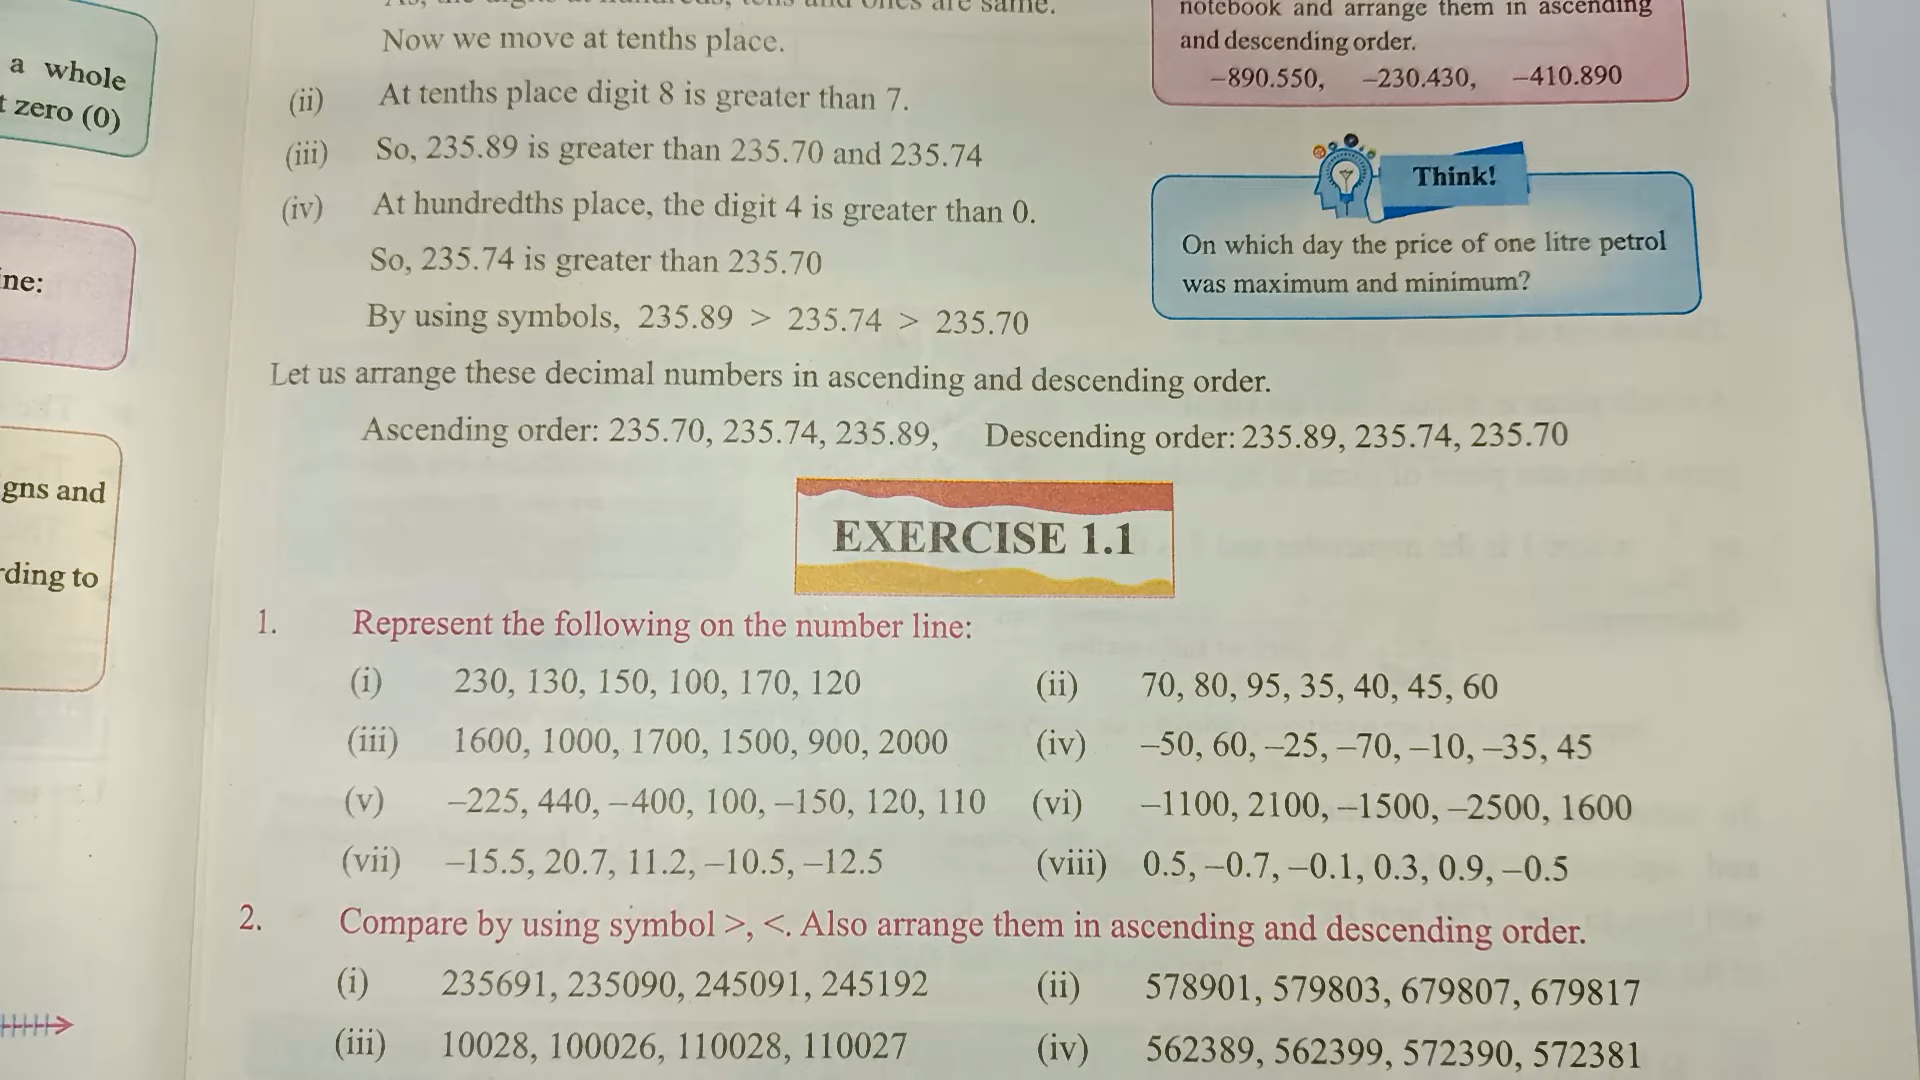 As, the digits at hundreds, tens and ones are same.
Now we move at tenths place.
(ii) At tenths place digit 8 is greater than 7.
(iii) So, 235.89 is greater than 235.70 and 235.74
(iv) At hundredths place, the digit 4 is greater than 0.
So, 235.74 is greater than 235.70
By using symbols, 235.89 > 235.74 > 235.70
Let us arrange these decimal numbers in ascending and descending order.
Ascending order: 235.70, 235.74, 235.89, Descending order: 235.89, 235.74, 235.70
notebook and arrange them in ascending
and descending order.
–890.550, –230.430, –410.890
Think!
On which day the price of one litre petrol
was maximum and minimum?
a whole
zero (0)
ne:
gns and
ding to
EXERCISE 1.1
1. Represent the following on the number line:
(i) 230, 130, 150, 100, 170, 120 (ii) 70, 80, 95, 35, 40, 45, 60
(iii) 1600, 1000, 1700, 1500, 900, 2000 (iv) –50, 60, –25, –70, –10, –35, 45
(v) –225, 440, –400, 100, –150, 120, 110 (vi) –1100, 2100, –1500, –2500, 1600
(vii) –15.5, 20.7, 11.2, –10.5, –12.5 (viii) 0.5, –0.7, –0.1, 0.3, 0.9, –0.5
2. Compare by using symbol >, <. Also arrange them in ascending and descending order.
(i) 235691, 235090, 245091, 245192 (ii) 578901, 579803, 679807, 679817
(iii) 10028, 100026, 110028, 110027 (iv) 562389, 562399, 572390, 572381